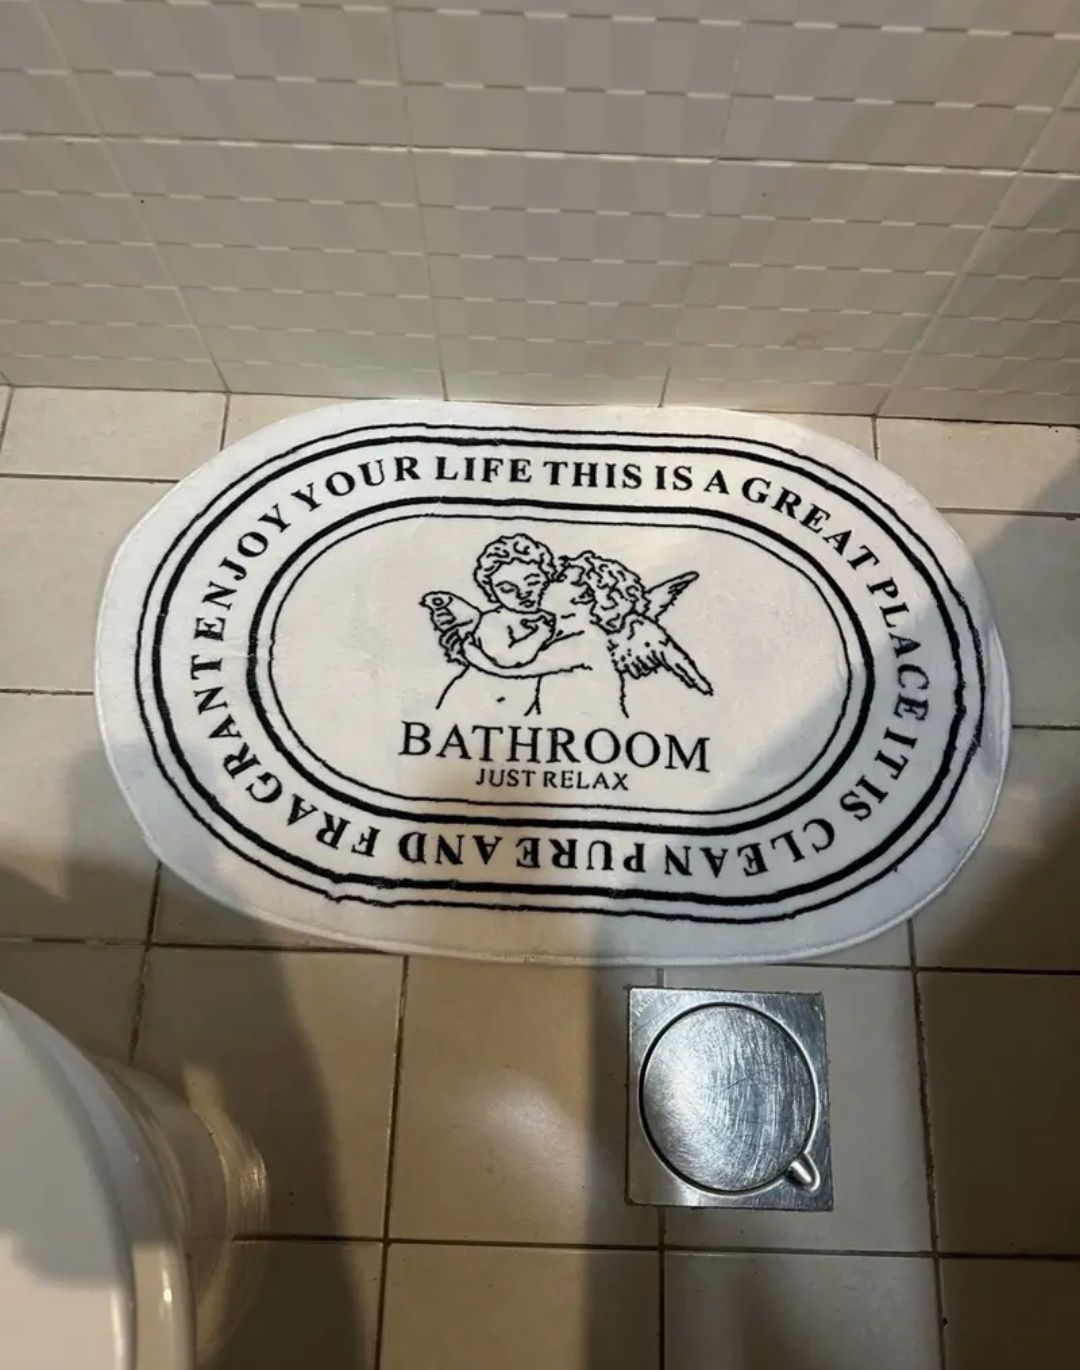 ENJOY YOUR LIFE THIS IS A GREAT PLACE IT IS CLEAN PURE AND FRAGRANT
BATHROOM
JUST RELAX